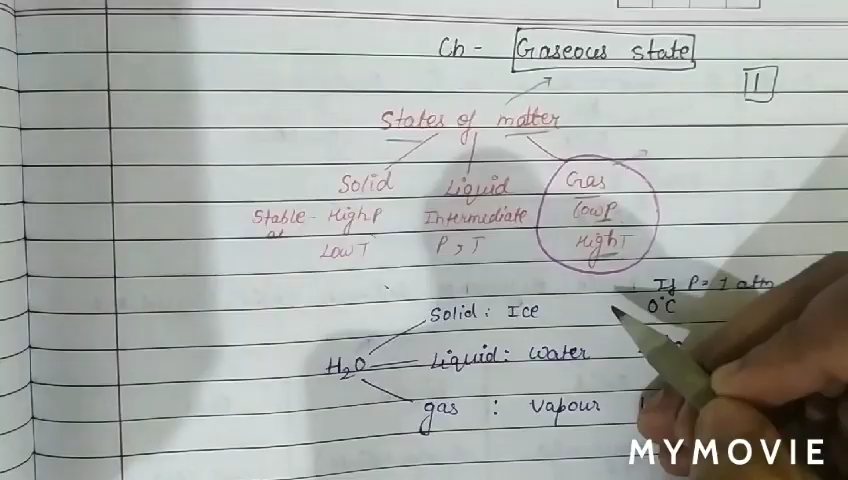 Ch- Gaseous state
1
States of matter
Solid Liquid Gas
Stable - High P Intermediate Low P
at Low T P, T High T
If P = 1 atm
Solid : Ice 0°C
H2O Liquid : Water
gas : Vapour
MYMOVIE